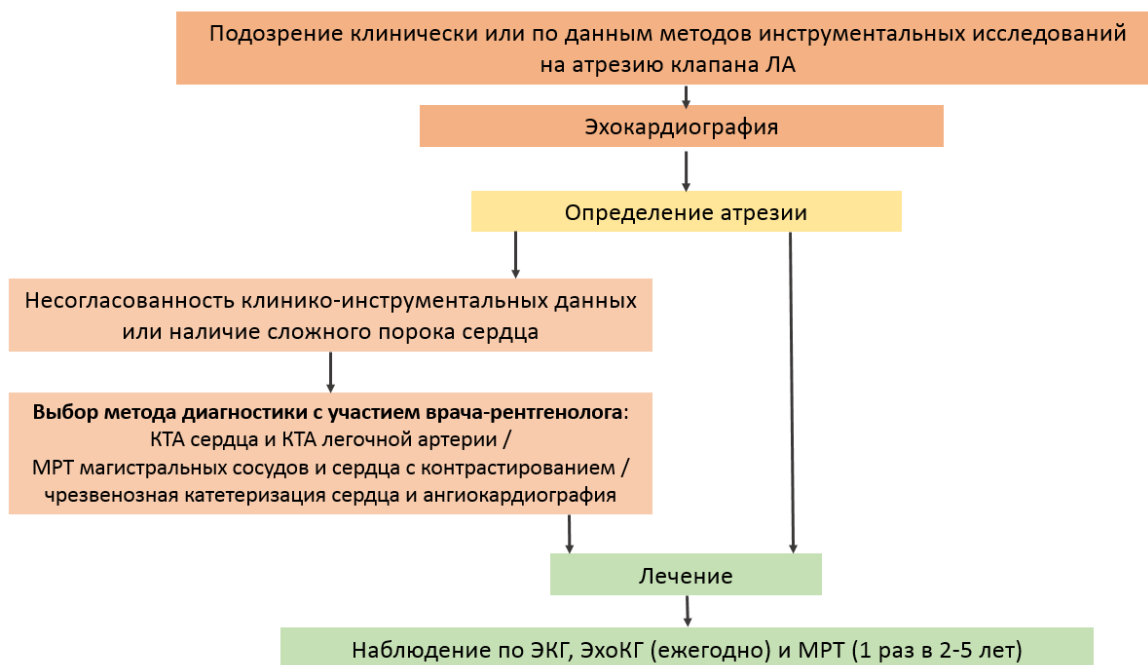 Подозрение клинически или по данным методов инструментальных исследований
на атрезию клапана ЛА
Эхокардиография
Определение атрезии
Несогласованность клинико-инструментальных данных
или наличие сложного порока сердца
Выбор метода диагностики с участием врача-рентгенолога:
КТА сердца и КТА легочной артерии /
МРТ магистральных сосудов и сердца с контрастированием /
чрезвенозная катетеризация сердца и ангиокардиография
Лечение
Наблюдение по ЭКГ, ЭхоКГ (ежегодно) и МРТ (1 раз в 2-5 лет)